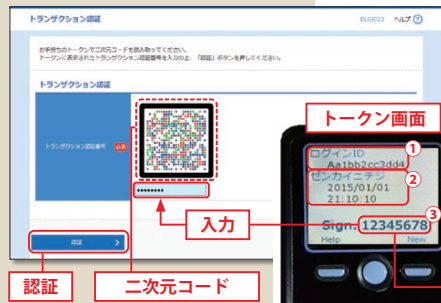 トランザクション認証
BLGI023 ヘルプ ?
お手持ちのトークンで二次元コードを読み取ってください。
トークンに表示されたトランザクション認証番号を入力の上、「認証」ボタンを押してください。
トランザクション認証
トランザクション認証番号 必須
********
認証
認証
二次元コード
入力
トークン画面
ログインID ①
Aa1bb2cc3dd4
ゼンカイニチジ ②
2015/01/01
21:10:10
③
Sign: 12345678
Help New